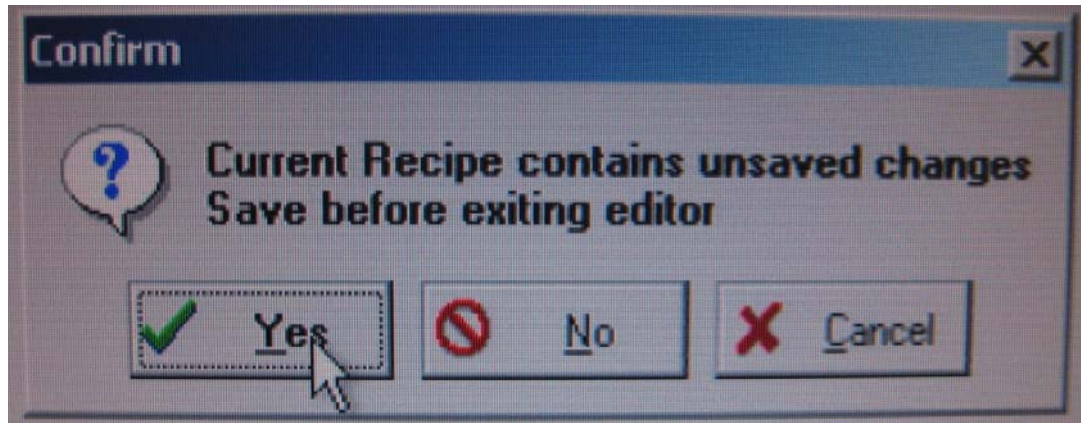 Confirm
Current Recipe contains unsaved changes
Save before exiting editor
Yes No Cancel